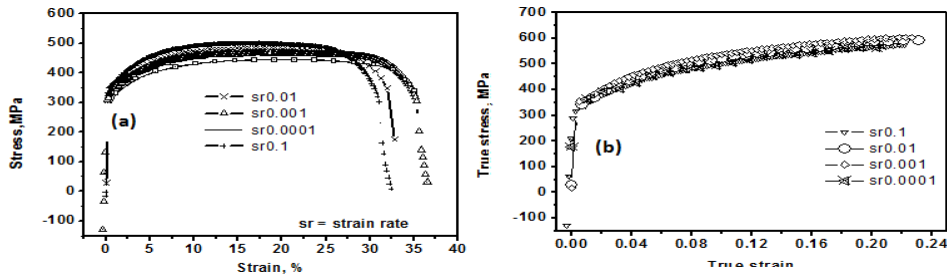 600
500
400
300
200
100
0
-100
Stress,MPa
(a)
sr0.01
sr0.001
sr0.0001
sr0.1
sr = strain rate
0 5 10 15 20 25 30 35 40
Strain, %
700
600
500
400
300
200
100
0
-100
True stress, MPa
(b)
sr0.1
sr0.01
sr0.001
sr0.0001
0.00 0.04 0.08 0.12 0.16 0.20 0.24
True strain